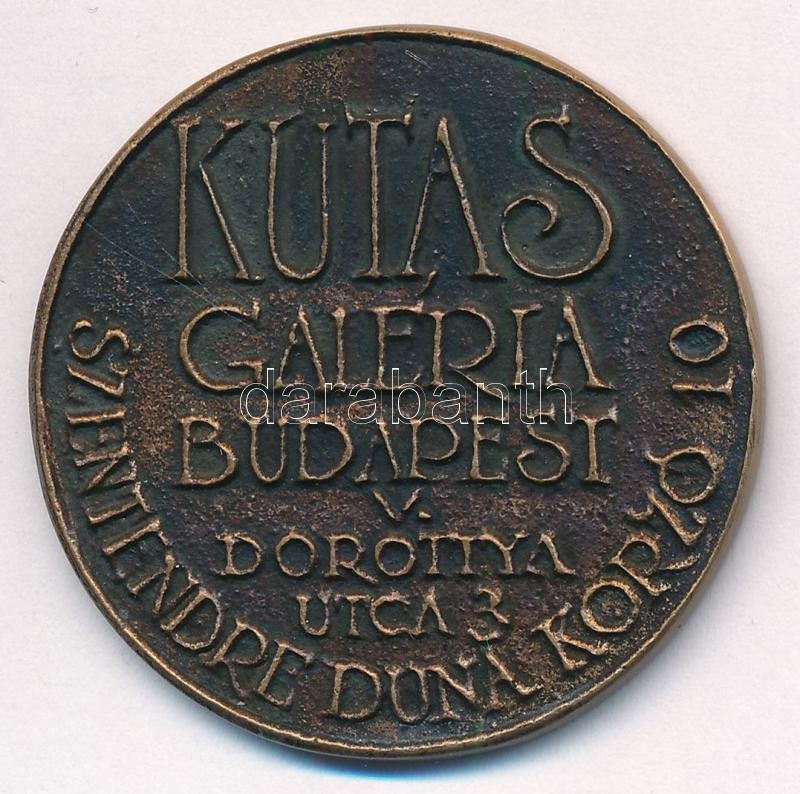 KUTAS
GALÉRIA
BUDAPEST
V.
DOROTTYA
UTCA 3
SZENTENDRE DUNA KORZÓ 10
darabanth